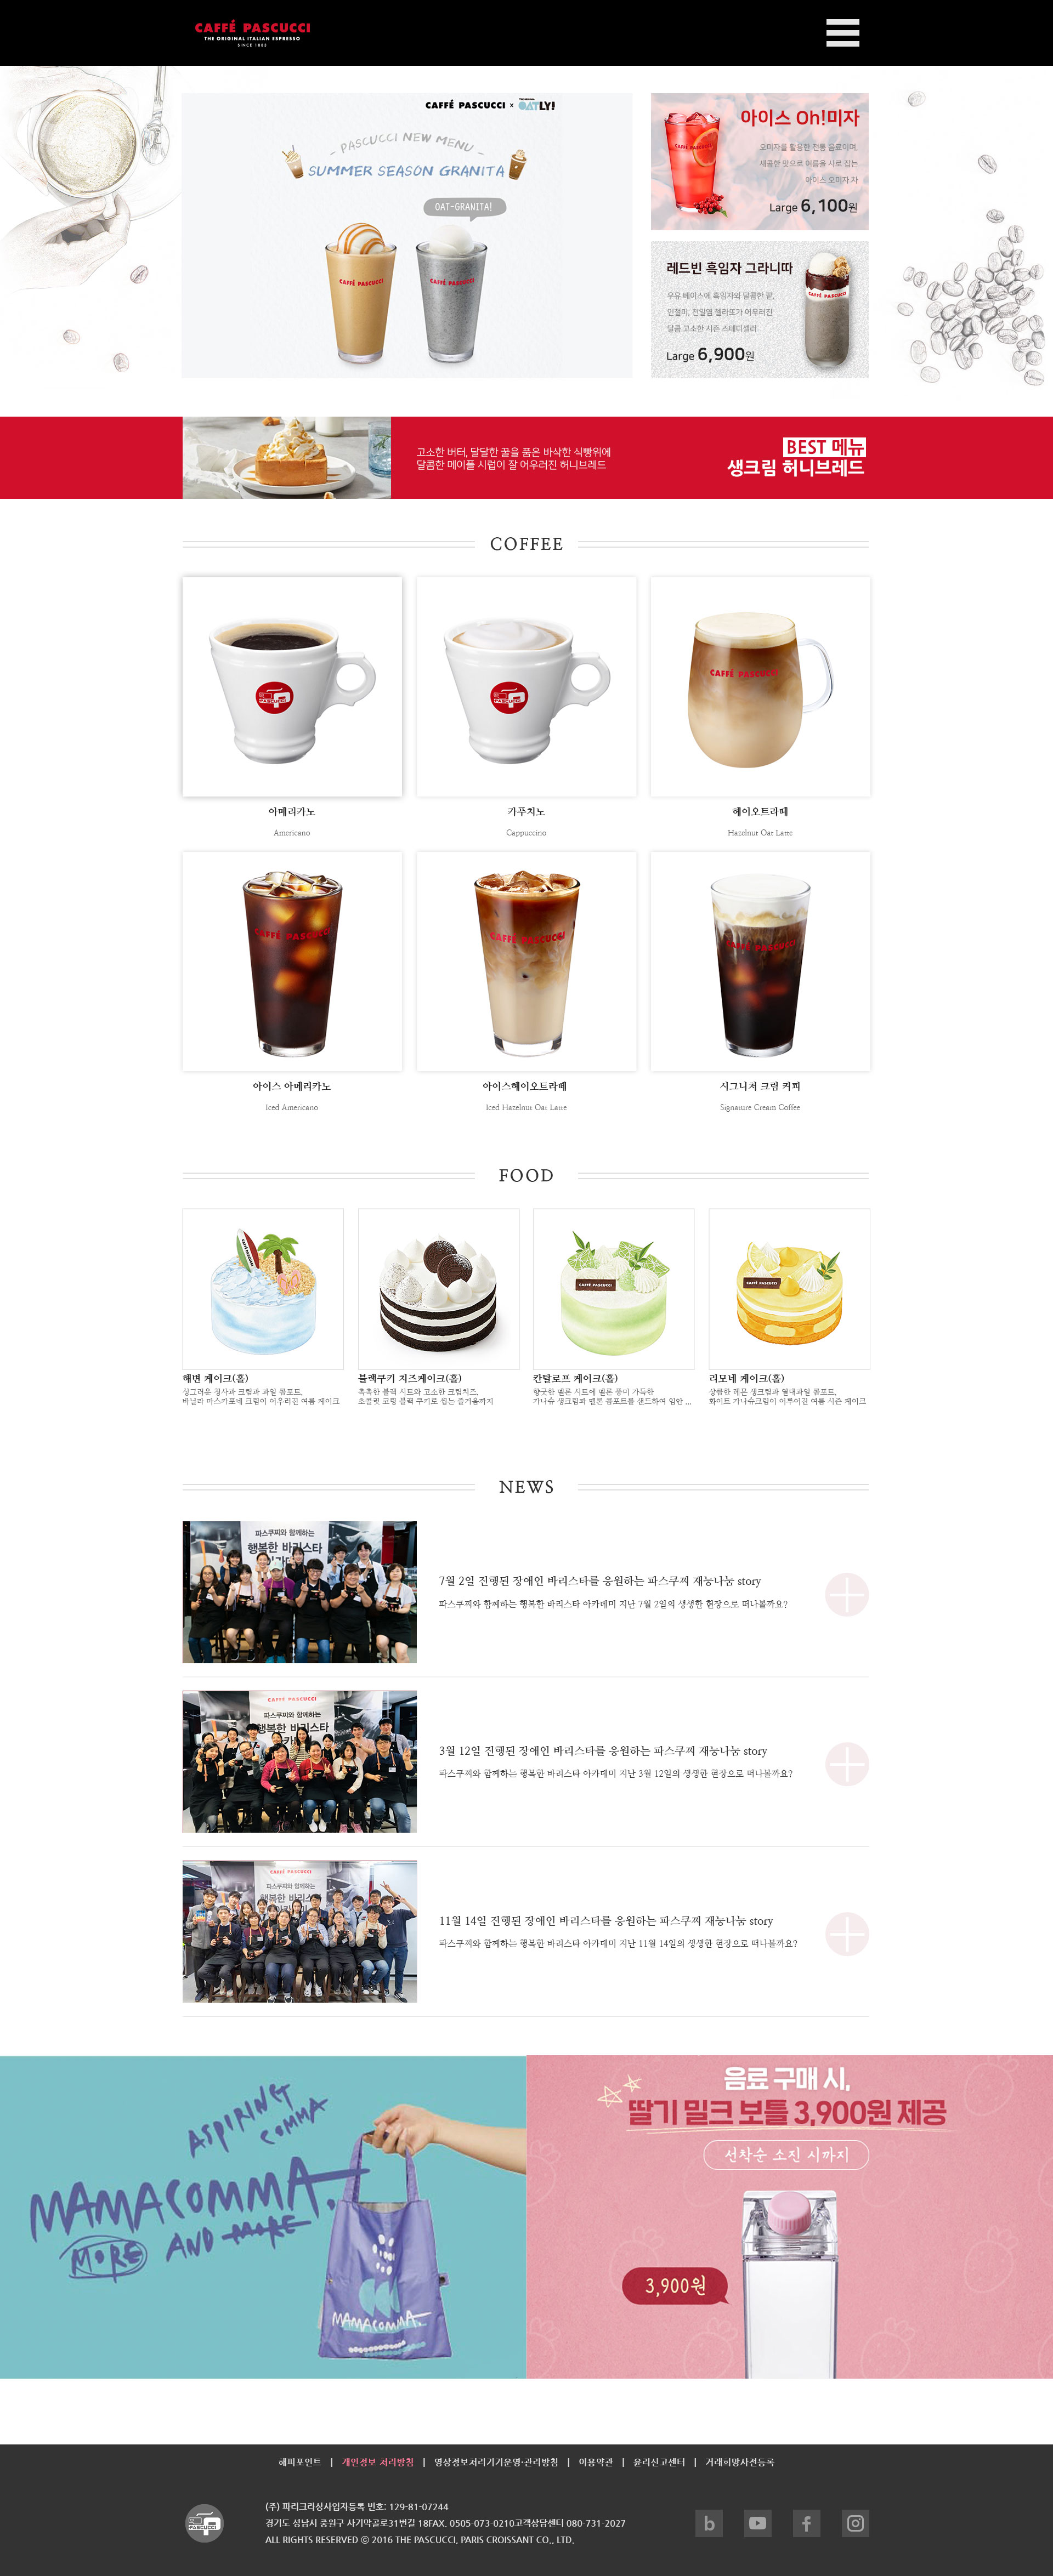 CAFFÉ PASCUCCI
THE ORIGINAL ITALIAN ESPRESSO
SINCE 1883
CAFFÉ PASCUCCI x OATLY!
- PASCUCCI NEW MENU -
SUMMER SEASON GRANITA
OAT-GRANITA!
CAFFÉ PASCUCCI
CAFFÉ PASCUCCI
아이스 Oh!미자
오미자를 활용한 전통 음료이며,
새콤한 맛으로 여름을 사로 잡는
아이스 오미자차
Large 6,100원
레드빈 흑임자 그라니따
우유 베이스에 흑임자와 달콤한 팥,
인절미, 전일염 젤라또가 어우러진
달콤 고소한 시즌 스테디셀러
Large 6,900원
CAFFÉ PASCUCCI
고소한 버터, 달달한 꿀을 품은 바삭한 식빵위에
달콤한 메이플 시럽이 잘 어우러진 허니브레드
BEST 메뉴
생크림 허니브레드
COFFEE
PASCUCCI
PASCUCCI
CAFFÉ PASCUCCI
아메리카노
카푸치노
헤이오트라떼
Americano
Cappuccino
Hazelnut Oat Latte
CAFFÉ PASCUCCI
CAFFÉ PASCUCCI
CAFFÉ PASCUCCI
아이스 아메리카노
아이스헤이오트라떼
시그니처 크림 커피
Iced Americano
Iced Hazelnut Oat Latte
Signature Cream Coffee
FOOD
CAFFÉ PASCUCCI
CAFFÉ PASCUCCI
CAFFÉ PASCUCCI
해변 케이크(홀)
싱그러운 청사과 크림과 파일 콤포트,
바닐라 마스카포네 크림이 어우러진 여름 케이크
블랙쿠키 치즈케이크(홀)
촉촉한 블랙 시트와 고소한 크림치즈,
초콜릿 코팅 블랙 쿠키로 씹는 즐거움까지
칸탈로프 케이크(홀)
향긋한 멜론 시트에 멜론 풍미 가득한
가나슈 생크림과 멜론 콤포트를 샌드하여 입안 ...
리모네 케이크(홀)
상큼한 레몬 생크림과 열대과일 콤포트,
화이트 가나슈크림이 어루어진 여름 시즌 케이크
NEWS
파스쿠찌와 함께하는
행복한 바리스타
7월 2일 진행된 장애인 바리스타를 응원하는 파스쿠찌 재능나눔 story
파스쿠찌와 함께하는 행복한 바리스타 아카데미 지난 7월 2일의 생생한 현장으로 떠나볼까요?
CAFFÉ PASCUCCI
파스쿠찌와 함께하는
행복한 바리스타
3월 12일 진행된 장애인 바리스타를 응원하는 파스쿠찌 재능나눔 story
파스쿠찌와 함께하는 행복한 바리스타 아카데미 지난 3월 12일의 생생한 현장으로 떠나볼까요?
CAFFÉ PASCUCCI
파스쿠찌와 함께하는
행복한 바리스타
11월 14일 진행된 장애인 바리스타를 응원하는 파스쿠찌 재능나눔 story
파스쿠찌와 함께하는 행복한 바리스타 아카데미 지난 11월 14일의 생생한 현장으로 떠나볼까요?
ASPIRING
COMMA
MAMACOMMA,
MORE AND MORE
MAMACOMMA,
음료 구매 시,
딸기 밀크 보틀 3,900원 제공
선착순 소진 시까지
3,900원
해피포인트 | 개인정보 처리방침 | 영상정보처리기기운영·관리방침 | 이용약관 | 윤리신고센터 | 거래희망사전등록
PASCUCCI
(주) 파리크라상사업자등록 번호: 129-81-07244
경기도 성남시 중원구 사기막골로31번길 18FAX. 0505-073-0210고객상담센터 080-731-2027
ALL RIGHTS RESERVED ⓒ 2016 THE PASCUCCI, PARIS CROISSANT CO., LTD.